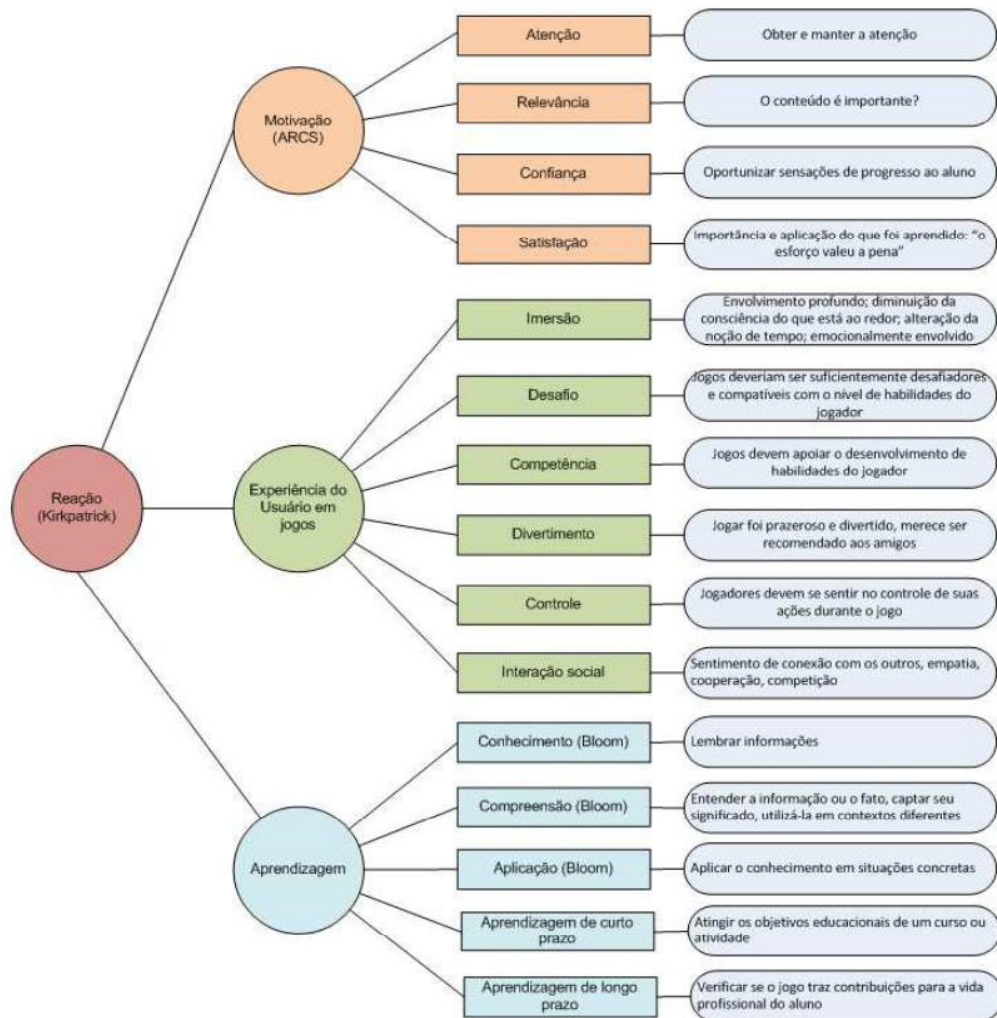 Atenção
Obter e manter a atenção
Relevância
O conteúdo é importante?
Motivação
(ARCS)
Confiança
Oportunizar sensações de progresso ao aluno
Satisfação
Importância e aplicação do que foi aprendido: “o
esforço valeu a pena”
Imersão
Envolvimento profundo; diminuição da
consciência do que está ao redor; alteração da
noção de tempo; emocionalmente envolvido
Desafio
Jogos deveriam ser suficientemente desafiadores
e compatíveis com o nível de habilidades do
jogador
Competência
Jogos devem apoiar o desenvolvimento de
habilidades do jogador
Reação
(Kirkpatrick)
Experiência do
Usuário em
jogos
Divertimento
Jogar foi prazeroso e divertido, merece ser
recomendado aos amigos
Controle
Jogadores devem se sentir no controle de suas
ações durante o jogo
Interação social
Sentimento de conexão com os outros, empatia,
cooperação, competição
Conhecimento (Bloom)
Lembrar informações
Compreensão (Bloom)
Entender a informação ou o fato, captar seu
significado, utilizá-la em contextos diferentes
Aprendizagem
Aplicação (Bloom)
Aplicar o conhecimento em situações concretas
Aprendizagem de curto
prazo
Atingir os objetivos educacionais de um curso ou
atividade
Aprendizagem de longo
prazo
Verificar se o jogo traz contribuições para a vida
profissional do aluno